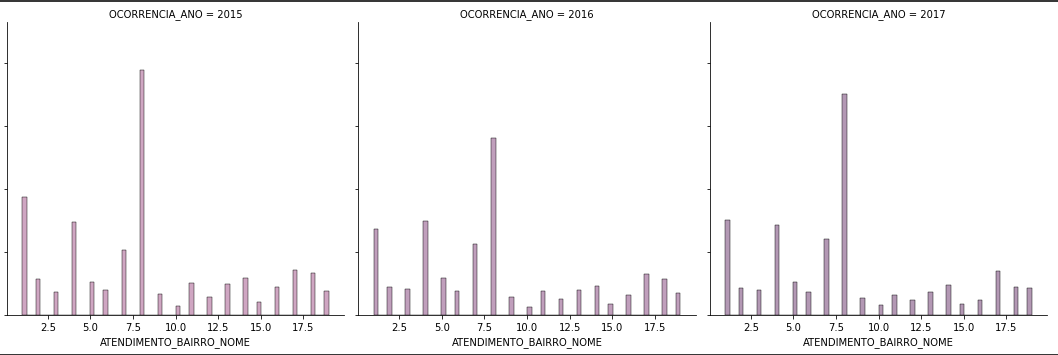 OCORRENCIA_ANO = 2015 OCORRENCIA_ANO = 2016 OCORRENCIA_ANO = 2017
2.5 5.0 7.5 10.0 12.5 15.0 17.5 2.5 5.0 7.5 10.0 12.5 15.0 17.5 2.5 5.0 7.5 10.0 12.5 15.0 17.5
ATENDIMENTO_BAIRRO_NOME ATENDIMENTO_BAIRRO_NOME ATENDIMENTO_BAIRRO_NOME